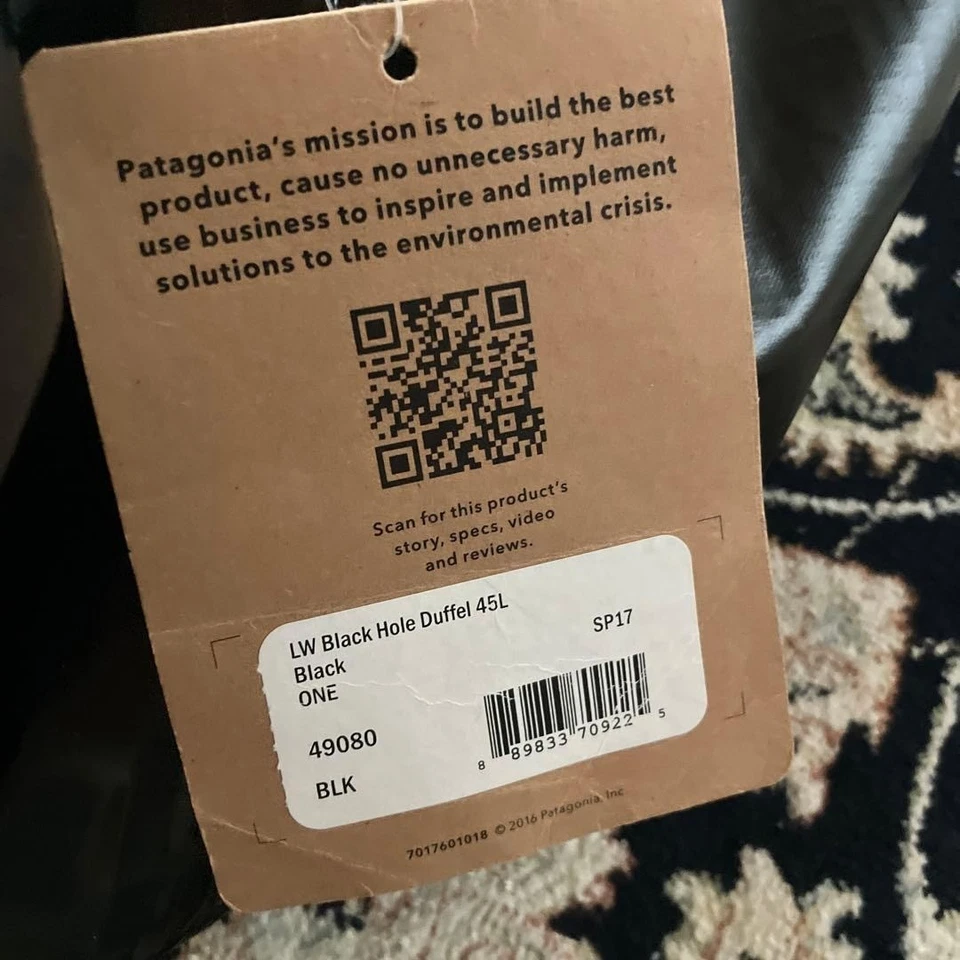 Patagonia's mission is to build the best
product, cause no unnecessary harm,
use business to inspire and implement
solutions to the environmental crisis.
Scan for this product's
story, specs, video
and reviews.
LW Black Hole Duffel 45L
SP17
Black
ONE
49080
BLK
8 89833 70922 5
7017601018 © 2016 Patagonia, Inc